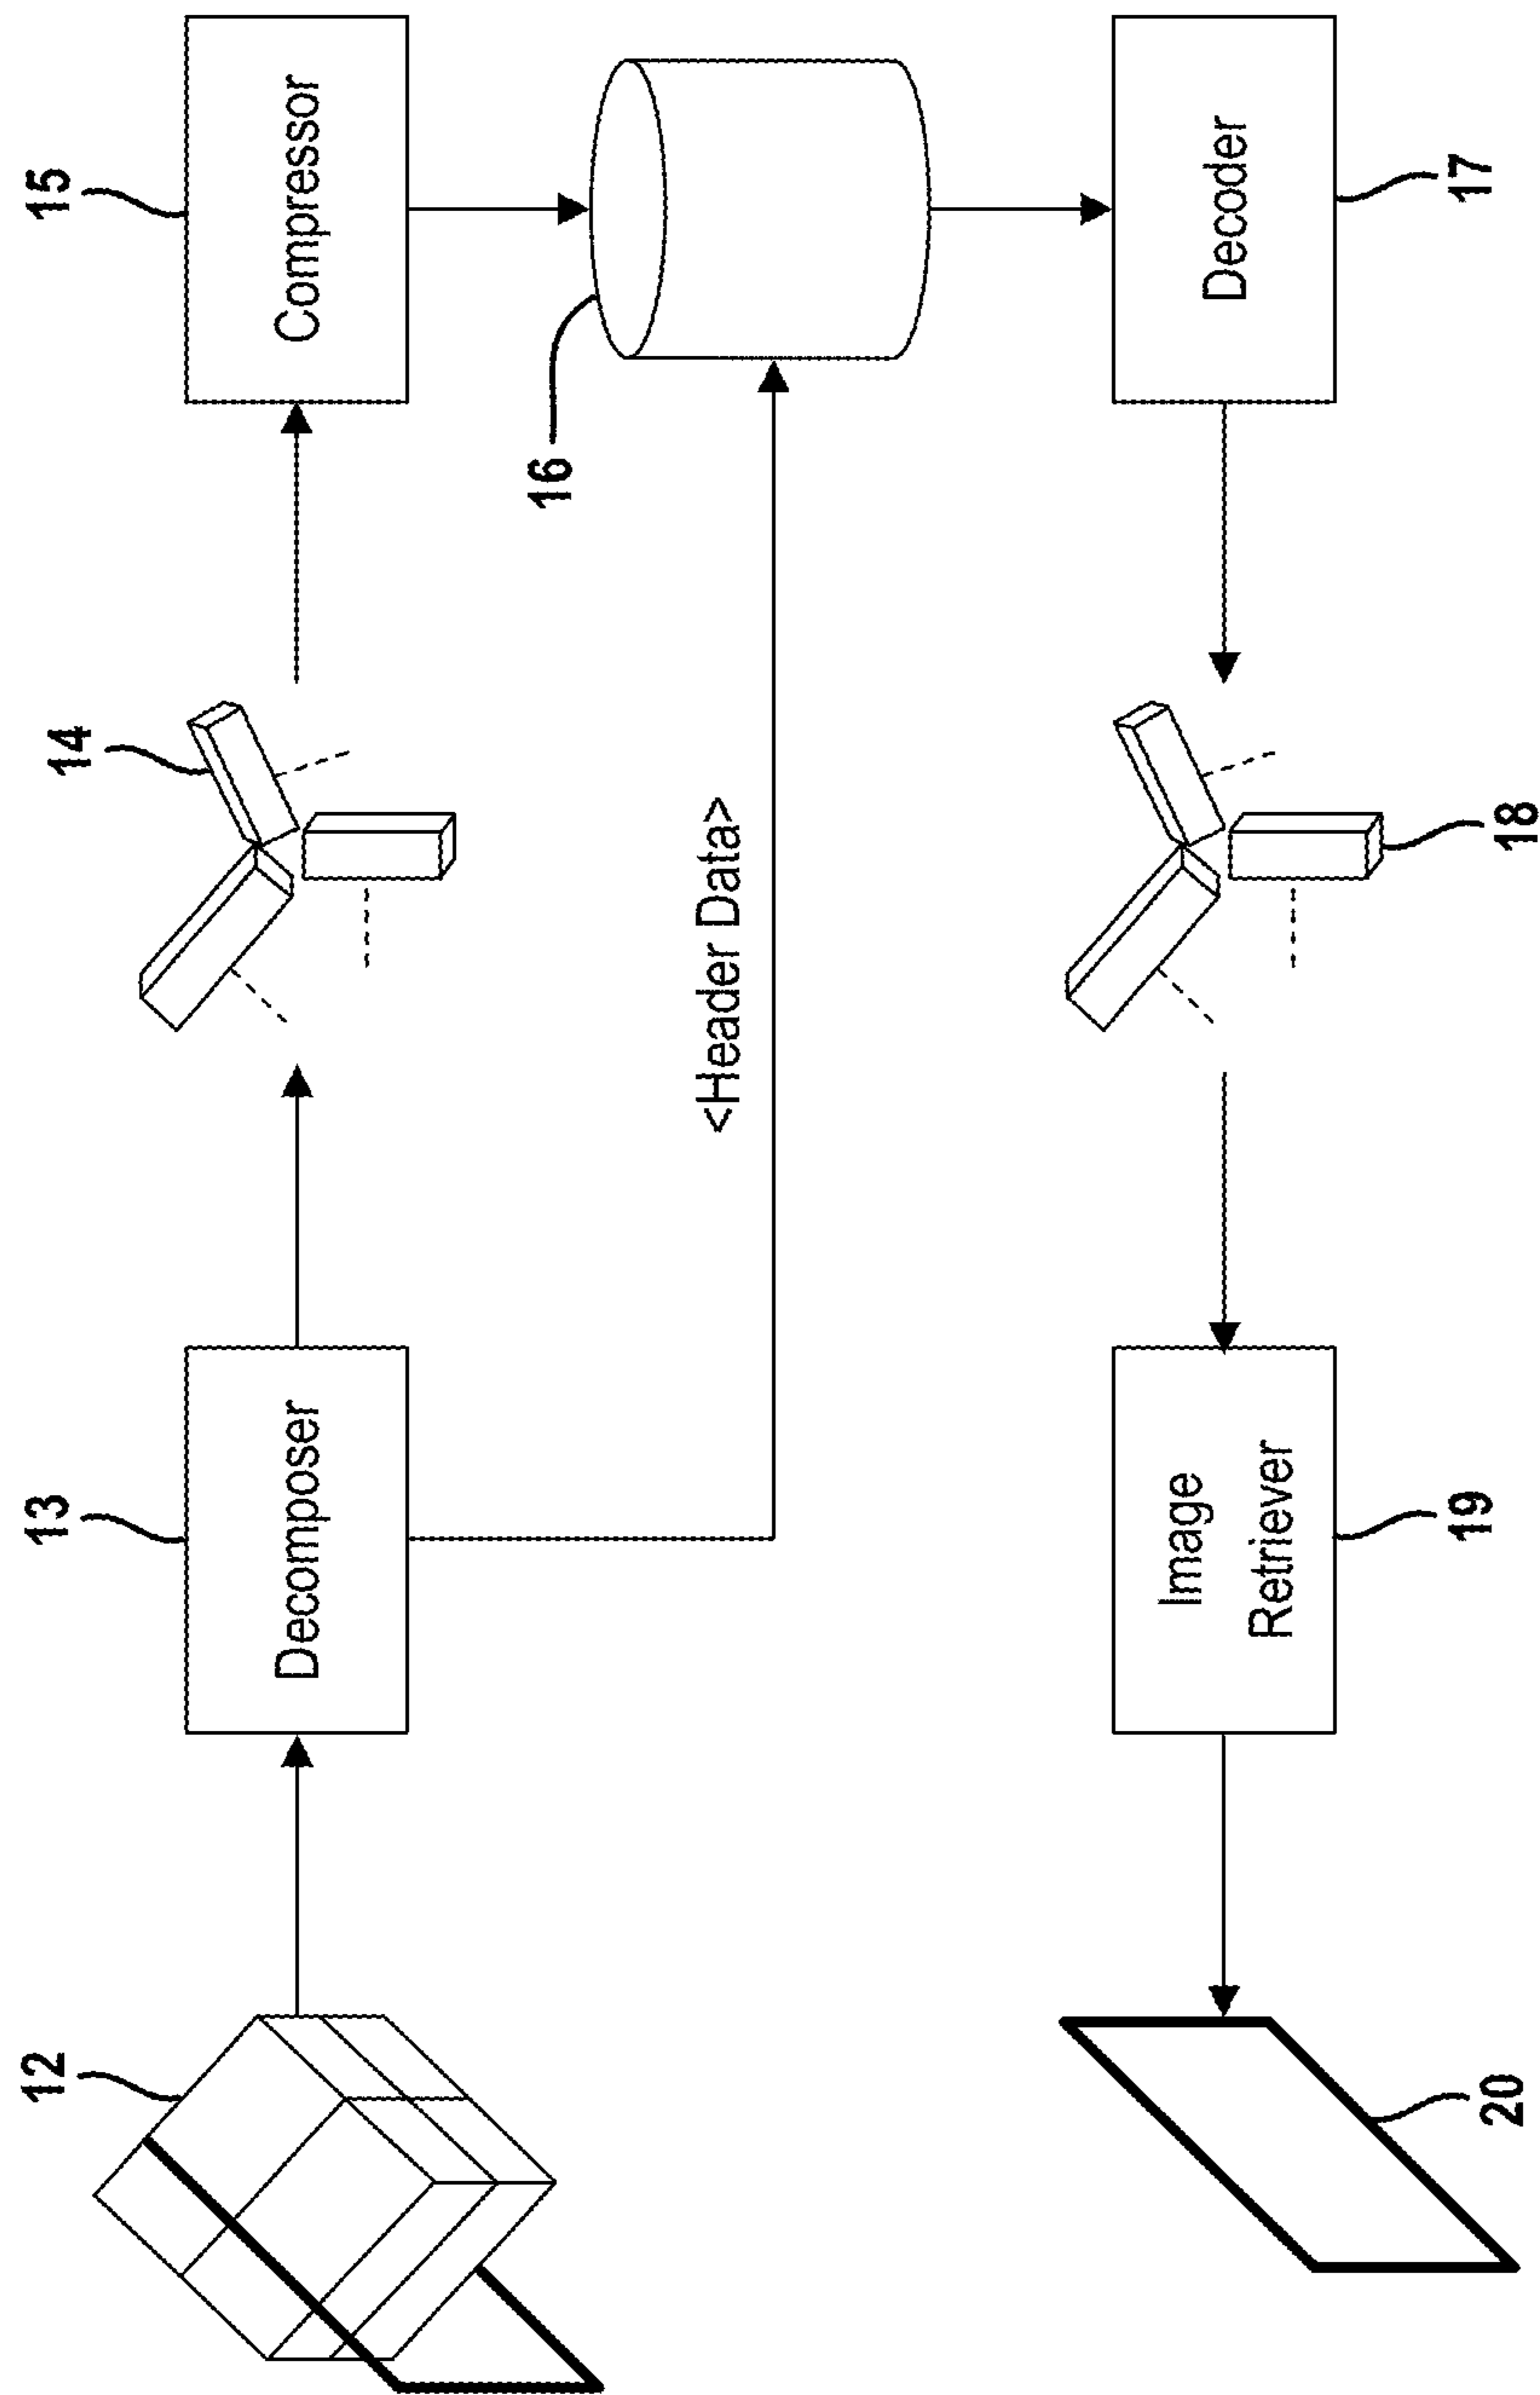 12
13
14
15
Decomposer
Compressor
16
<Header Data>
Image
Retriever
Decoder
20
19
18
17